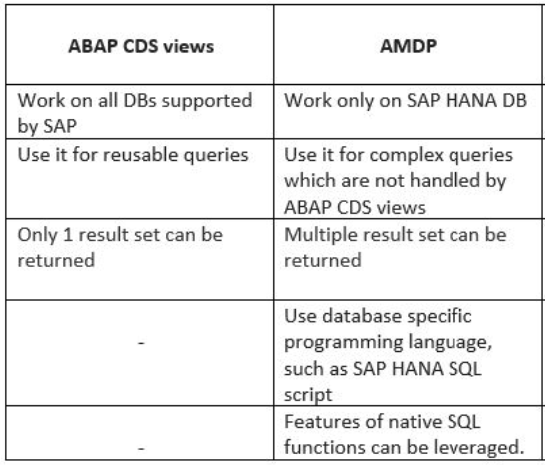 ABAP CDS views
AMDP
Work on all DBs supported
by SAP
Work only on SAP HANA DB
Use it for reusable queries
Use it for complex queries
which are not handled by
ABAP CDS views
Only 1 result set can be
returned
Multiple result set can be
returned
-
Use database specific
programming language,
such as SAP HANA SQL
script
-
Features of native SQL
functions can be leveraged.